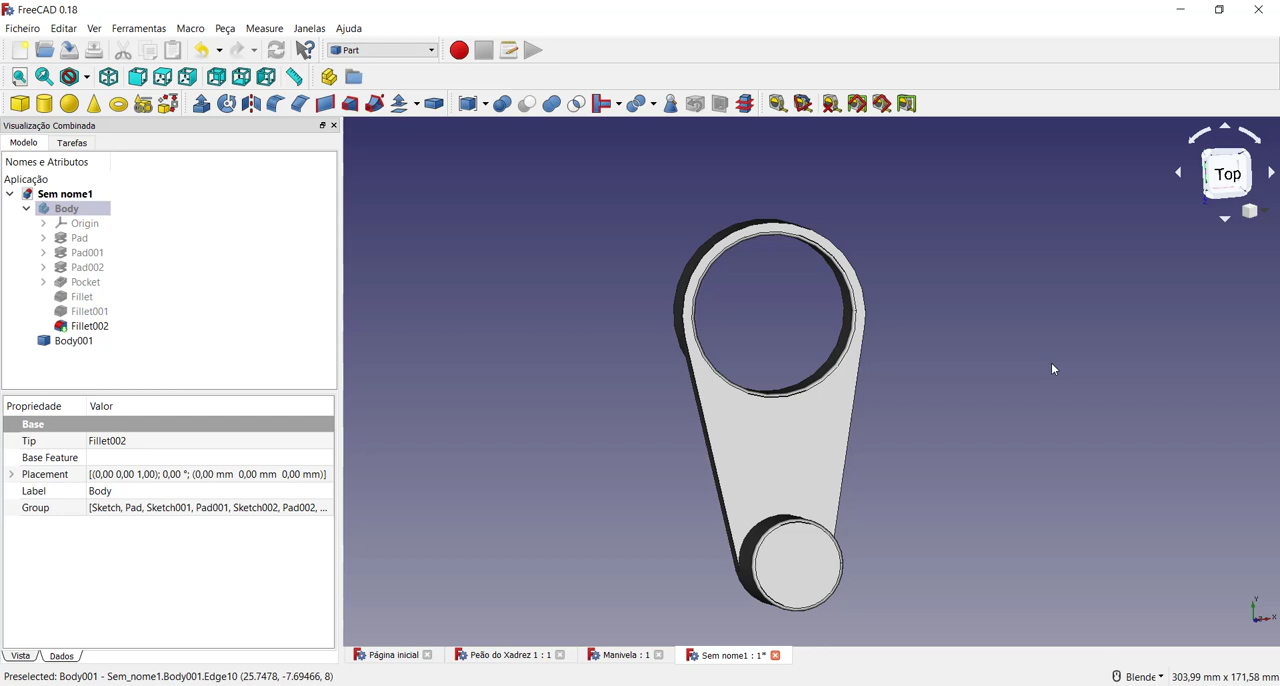 FreeCAD 0.18
Ficheiro Editar Ver Ferramentas Macro Peça Measure Janelas Ajuda
Part
Visualização Combinada
Modelo Tarefas
Nomes e Atributos
Aplicação
Sem nome1
Body
Origin
Pad
Pad001
Pad002
Pocket
Fillet
Fillet001
Fillet002
Body001
Top
Propriedade Valor
Base
Tip Fillet002
Base Feature
Placement [(0,00 0,00 1,00); 0,00 °; (0,00 mm 0,00 mm 0,00 mm)]
Label Body
Group [Sketch, Pad, Sketch001, Pad001, Sketch002, Pad002, ...
Y
Z X
Vista Dados
Página inicial Peão do Xadrez 1 : 1 Manivela : 1 Sem nome1 : 1*
Preselected: Body001 - Sem_nome1.Body001.Edge10 (25.7478, -7.69466, 8) Blende 303,99 mm x 171,58 mm